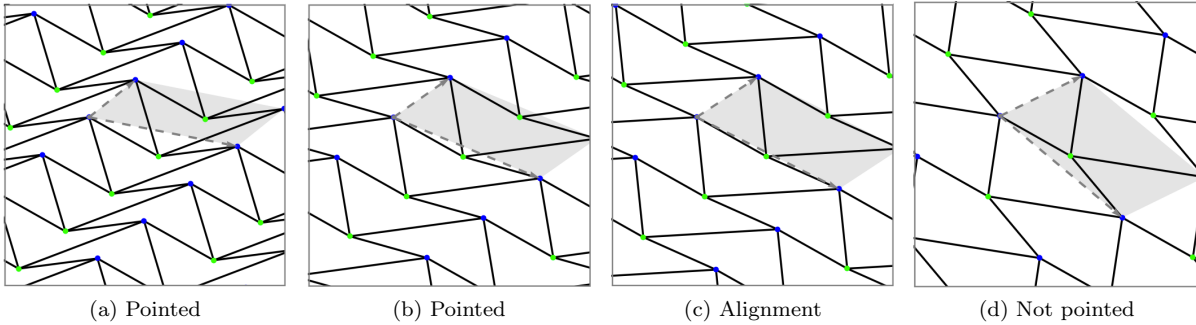 (a) Pointed
(b) Pointed
(c) Alignment
(d) Not pointed